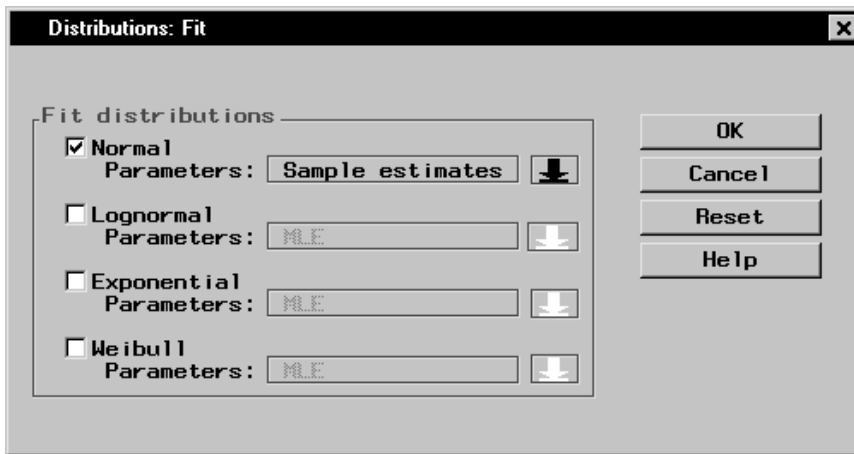 Distributions: Fit
Fit distributions
Normal
Parameters: Sample estimates
Lognormal
Parameters: MLE
Exponential
Parameters: MLE
Weibull
Parameters: MLE
OK
Cancel
Reset
Help